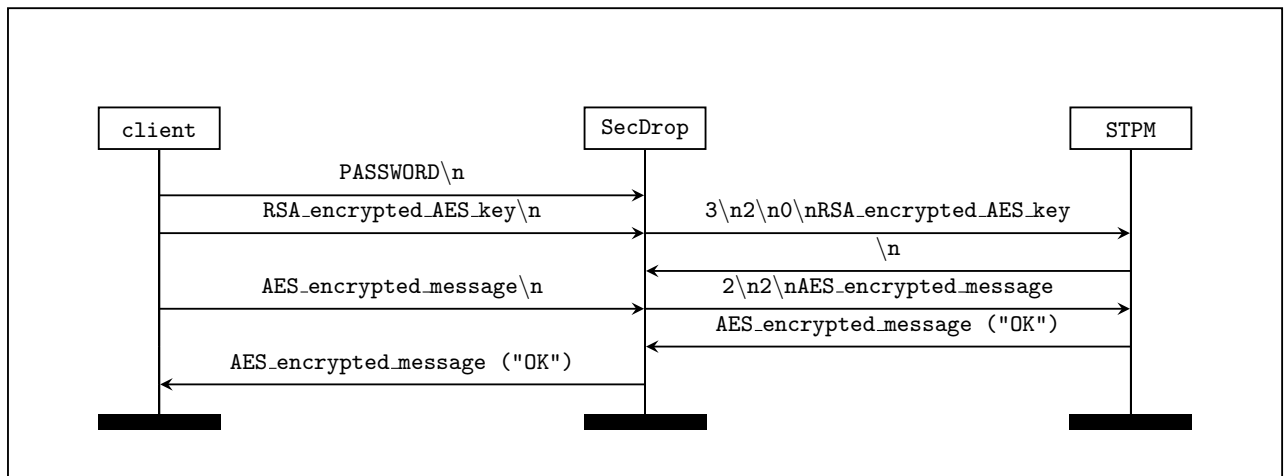 client SecDrop STPM
PASSWORD\n
RSA_encrypted_AES_key\n 3\n2\n0\nRSA_encrypted_AES_key
\n
AES_encrypted_message\n 2\n2\nAES_encrypted_message
AES_encrypted_message ("OK")
AES_encrypted_message ("OK")